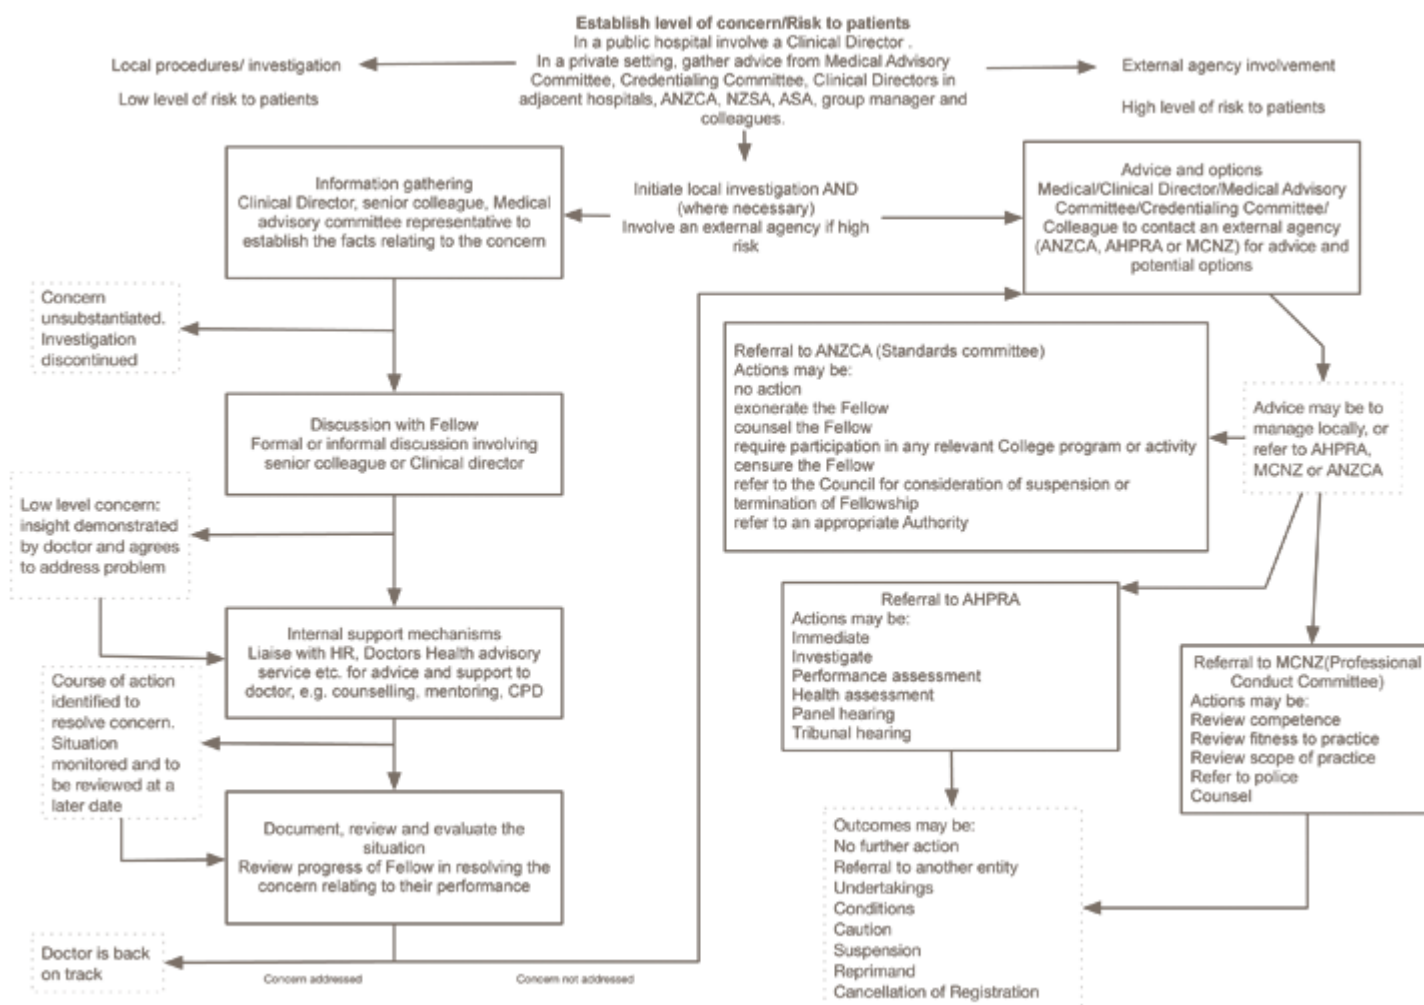 Establish level of concern/Risk to patients
In a public hospital involve a Clinical Director .
In a private setting, gather advice from Medical Advisory
Committee, Credentialing Committee, Clinical Directors in
adjacent hospitals, ANZCA, NZSA, ASA, group manager and
colleagues.
Local procedures/ investigation
Low level of risk to patients
External agency involvement
High level of risk to patients
Initiate local investigation AND
(where necessary)
Involve an external agency if high
risk
Information gathering
Clinical Director, senior colleague, Medical
advisory committee representative to
establish the facts relating to the concern
Advice and options
Medical/Clinical Director/Medical Advisory
Committee/Credentialing Committee/
Colleague to contact an external agency
(ANZCA, AHPRA or MCNZ) for advice and
potential options
Concern
unsubstantiated.
Investigation
discontinued
Discussion with Fellow
Formal or informal discussion involving
senior colleague or Clinical director
Low level concern:
insight demonstrated
by doctor and agrees
to address problem
Internal support mechanisms
Liaise with HR, Doctors Health advisory
service etc. for advice and support to
doctor, e.g. counselling, mentoring, CPD
Course of action
identified to
resolve concern.
Situation
monitored and to
be reviewed at a
later date
Document, review and evaluate the
situation
Review progress of Fellow in resolving the
concern relating to their performance
Doctor is back
on track
Concern addressed
Concern not addressed
Referral to ANZCA (Standards committee)
Actions may be:
no action
exonerate the Fellow
counsel the Fellow
require participation in any relevant College program or activity
censure the Fellow
refer to the Council for consideration of suspension or
termination of Fellowship
refer to an appropriate Authority
Advice may be to
manage locally, or
refer to AHPRA,
MCNZ or ANZCA
Referral to AHPRA
Actions may be:
Immediate
Investigate
Performance assessment
Health assessment
Panel hearing
Tribunal hearing
Referral to MCNZ(Professional
Conduct Committee)
Actions may be:
Review competence
Review fitness to practice
Review scope of practice
Refer to police
Counsel
Outcomes may be:
No further action
Referral to another entity
Undertakings
Conditions
Caution
Suspension
Reprimand
Cancellation of Registration